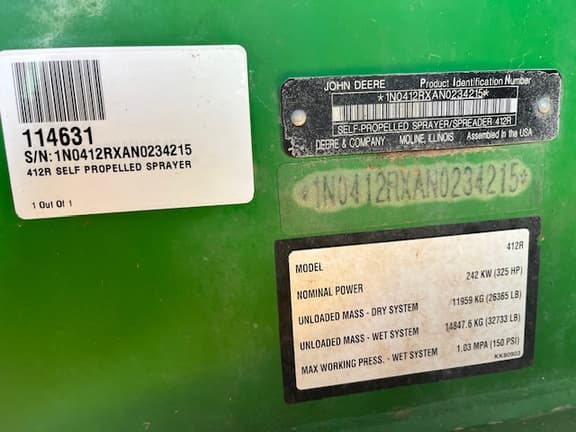 114631
S/N:1N0412RXAN0234215
412R SELF PROPELLED SPRAYER
1 Out Of 1
JOHN DEERE Product Identification Number
*1N0412RXAN0234215*
SELF-PROPELLED SPRAYER/SPREADER 412R
DEERE & COMPANY MOLINE, ILLINOIS Assembled in the USA
*1N0412RXAN0234215*
MODEL 412R
NOMINAL POWER 242 KW (325 HP)
UNLOADED MASS - DRY SYSTEM 11959 KG (26365 LB)
UNLOADED MASS - WET SYSTEM 14847.6 KG (32733 LB)
MAX WORKING PRESS. - WET SYSTEM 1.03 MPA (150 PSI)
KK80903